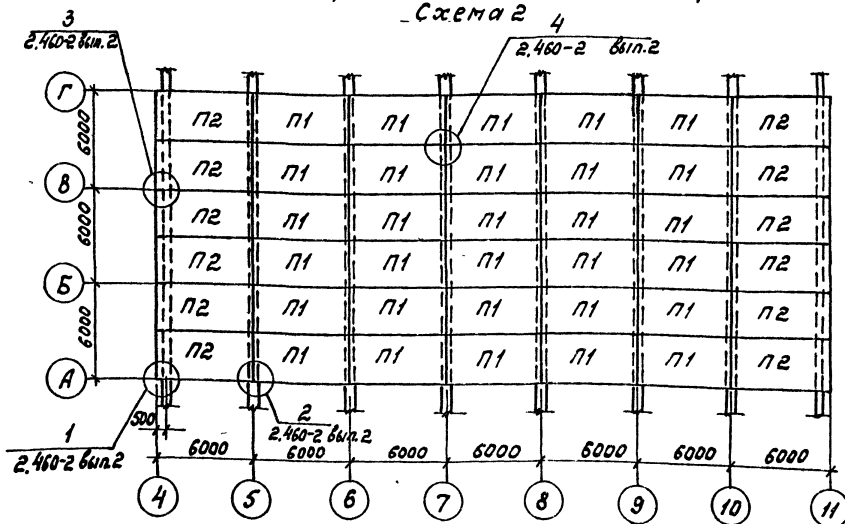 Схема 2
3
2.460-2 вып.2
4
2.460-2 вып.2
Г
П2 П1 П1 П1 П1 П1 П2
6000
П2 П1 П1 П1 П1 П1 П2
В
П2 П1 П1 П1 П1 П1 П2
6000
П2 П1 П1 П1 П1 П1 П2
Б
П2 П1 П1 П1 П1 П1 П2
6000
П2 П1 П1 П1 П1 П1 П2
А
500
1
2.460-2 вып.2
2
2.460-2 вып.2
6000 6000 6000 6000 6000 6000 6000
4 5 6 7 8 9 10 11